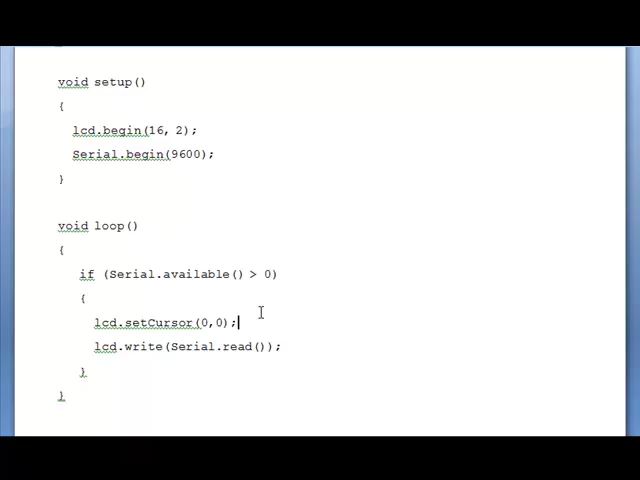 void setup()
{
lcd.begin(16, 2);
Serial.begin(9600);
}
void loop()
{
if (Serial.available() > 0)
{
lcd.setCursor(0,0);
lcd.write(Serial.read());
}
}